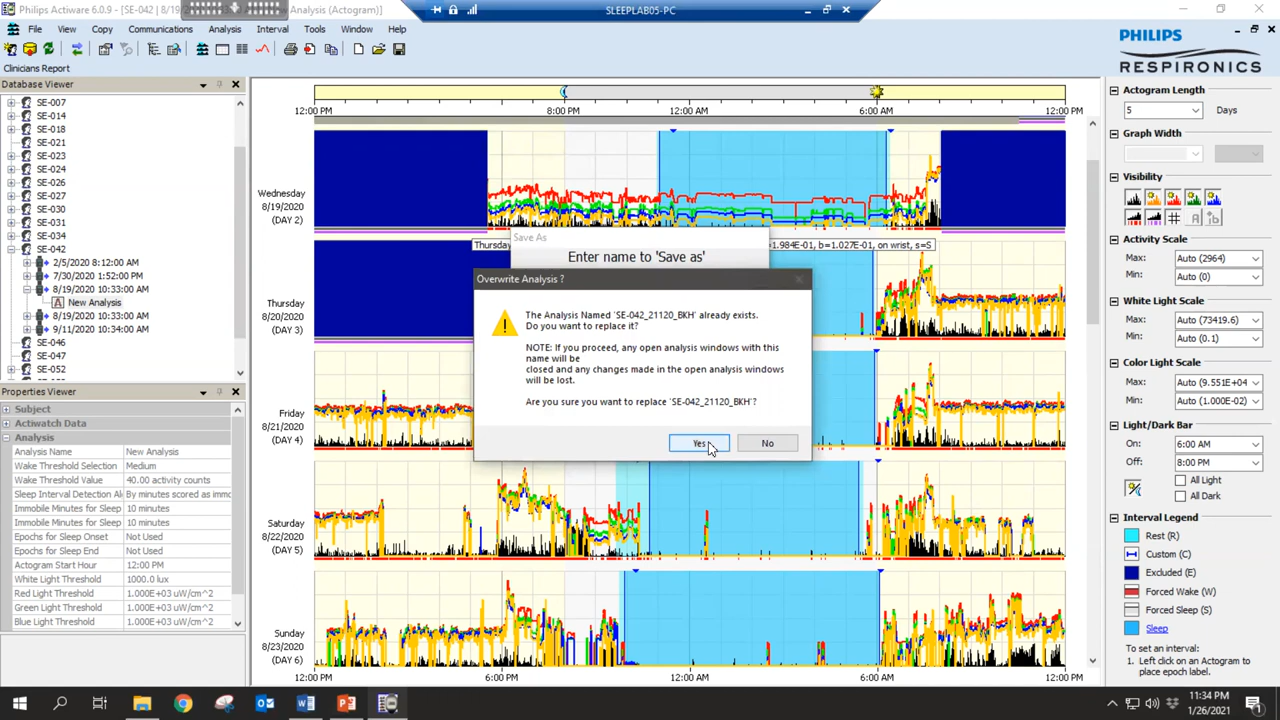 Philips Actiware 6.0.9 - [SE-042 | 8/19/
New Analysis (Actogram)]
SLEEPLAB05-PC
File View Copy Communications Analysis Interval Tools Window Help
Clinicians Report
Database Viewer
SE-007
SE-014
SE-018
SE-021
SE-023
SE-024
SE-026
SE-027
SE-030
SE-031
SE-034
SE-042
2/5/2020 8:12:00 AM
7/30/2020 1:52:00 PM
8/19/2020 10:33:00 AM
A New Analysis
8/19/2020 10:33:00 AM
9/11/2020 10:34:00 AM
SE-046
SE-047
SE-052
Properties Viewer
Subject
Actiwatch Data
Analysis
Analysis Name New Analysis
Wake Threshold Selection Medium
Wake Threshold Value 40.00 activity counts
Sleep Interval Detection Al By minutes scored as immo
Immobile Minutes for Sleep 10 minutes
Immobile Minutes for Sleep 10 minutes
Epochs for Sleep Onset Not Used
Epochs for Sleep End Not Used
Actogram Start Hour 12:00 PM
White Light Threshold 1000.0 lux
Red Light Threshold 1.000E+03 uW/cm^2
Green Light Threshold 1.000E+03 uW/cm^2
Blue Light Threshold 1.000E+03 uW/cm^2
12:00 PM 8:00 PM 12:00 AM 6:00 AM 12:00 PM
Wednesday
8/19/2020
(DAY 2)
Thursday
8/20/2020
(DAY 3)
Friday
8/21/2020
(DAY 4)
Saturday
8/22/2020
(DAY 5)
Sunday
8/23/2020
(DAY 6)
12:00 PM 6:00 PM 12:00 AM 6:00 AM 12:00 PM
Thursd
=1.984E-01, b=1.027E-01, on wrist, s=S
Save As
Enter name to 'Save as'
Overwrite Analysis ?
The Analysis Named 'SE-042_21120_BKH' already exists.
Do you want to replace it?
NOTE: If you proceed, any open analysis windows with this
name will be
closed and any changes made in the open analysis windows
will be lost.
Are you sure you want to replace 'SE-042_21120_BKH'?
Yes No
PHILIPS
RESPIRONICS
Actogram Length
5 Days
Graph Width
Visibility
A
Activity Scale
Max: Auto (2964)
Min: Auto (0)
White Light Scale
Max: Auto (73419.6)
Min: Auto (0.1)
Color Light Scale
Max: Auto (9.551E+04
Min: Auto (1.000E-02)
Light/Dark Bar
On: 6:00 AM
Off: 8:00 PM
All Light
All Dark
Interval Legend
Rest (R)
Custom (C)
Excluded (E)
Forced Wake (W)
Forced Sleep (S)
Sleep
To set an interval:
1. Left click on an Actogram to
place epoch label.
11:34 PM
1/26/2021
1